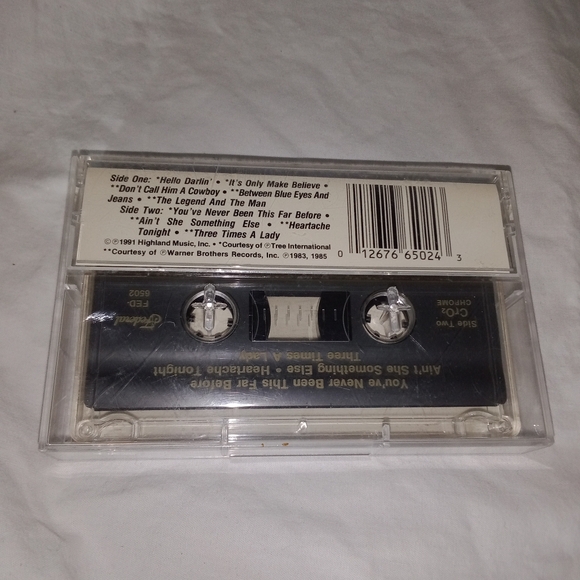 Side One: *Hello Darlin' • *It's Only Make Believe •
**Don't Call Him A Cowboy • **Between Blue Eyes And
Jeans • *The Legend And The Man
Side Two: *You've Never Been This Far Before •
**Ain't She Something Else • **Heartache
Tonight • **Three Times A Lady
©℗1991 Highland Music, Inc. • *Courtesy of ℗Tree International
**Courtesy of ℗Warner Brothers Records, Inc. ℗1983, 1985
0 12676 65024 3
You've Never Been This Far Before
Ain't She Something Else • Heartache Tonight
Three Times A Lady
Side Two
CrO2
CHROME
Federal
FED-
6502